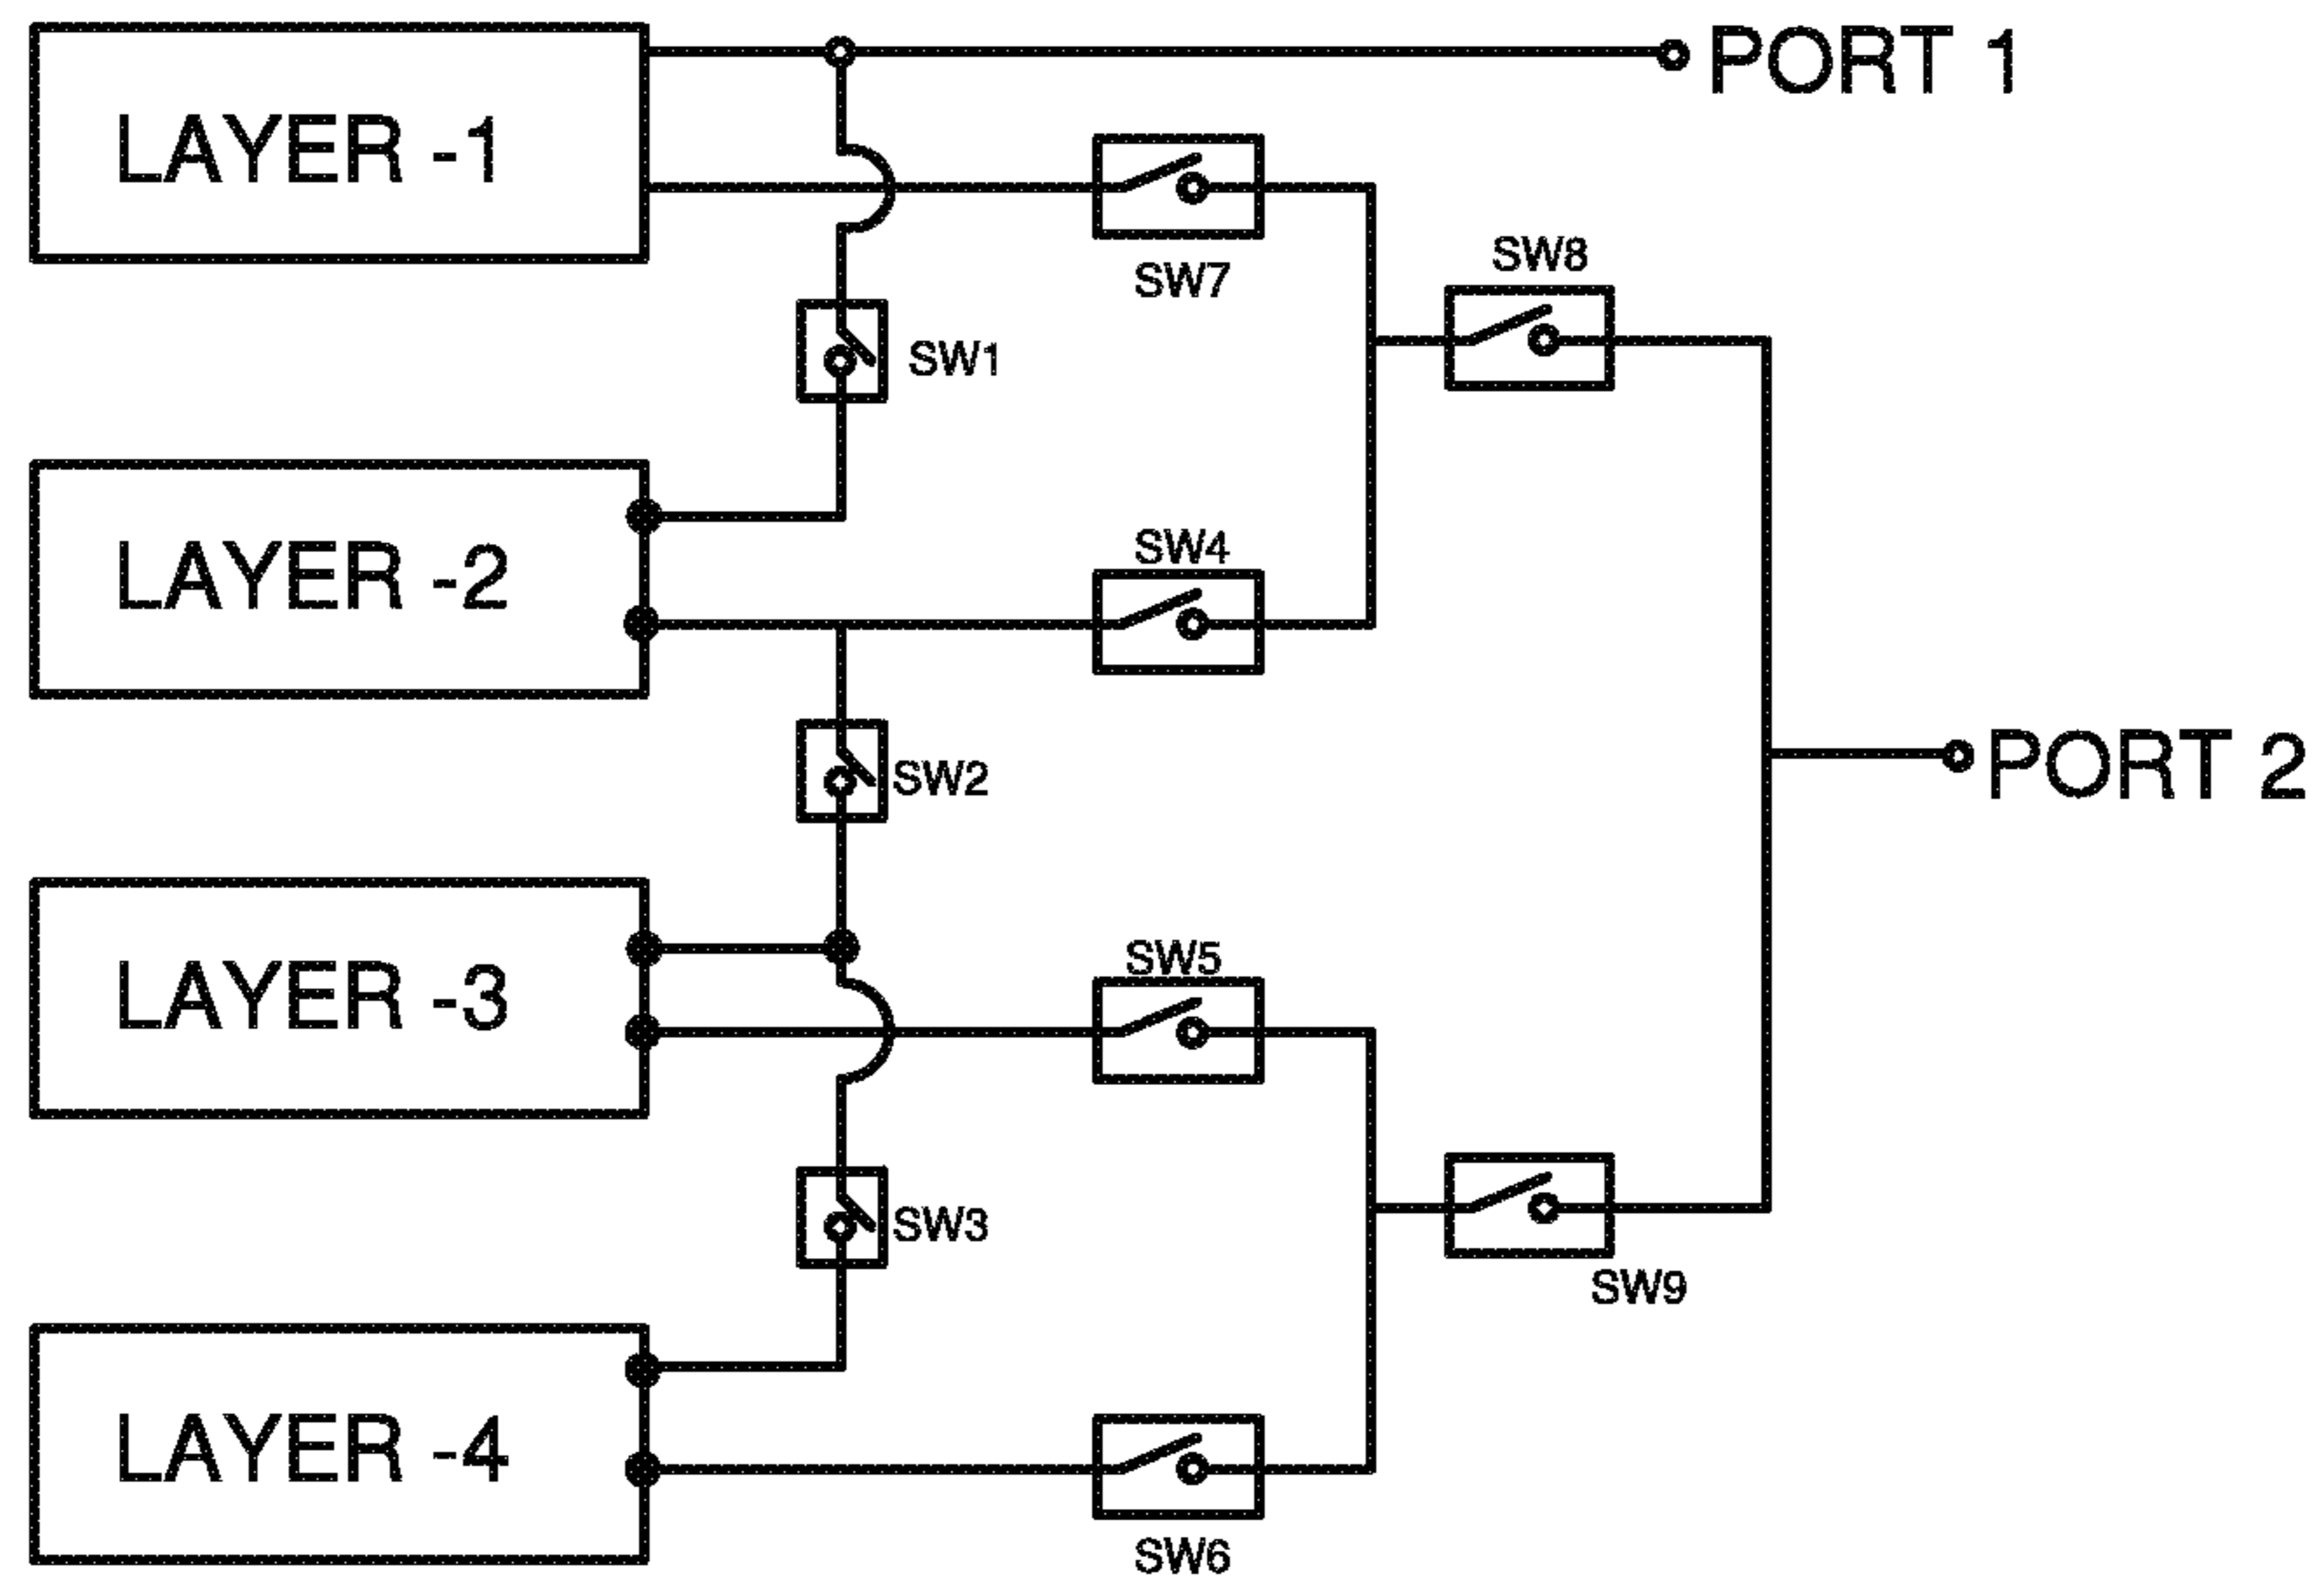 PORT 1
LAYER -1
SW8
SW7
SW1
SW4
LAYER -2
PORT 2
SW2
SW5
LAYER -3
SW3
SW9
LAYER -4
SW6